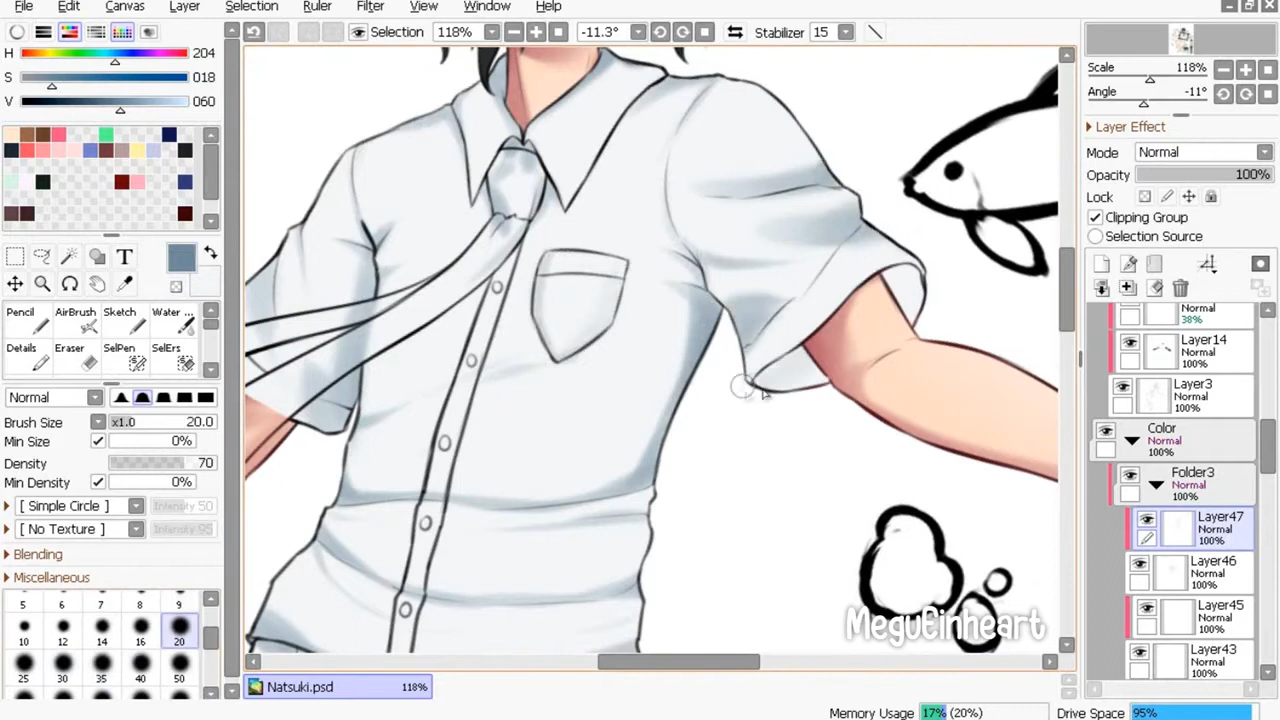 File Edit Canvas Layer Selection Ruler Filter View Window Help
Selection 118% -11.3° Stabilizer 15
H 204
S 018
V 060
T
Pencil AirBrush Sketch Water ...
Details Eraser SelPen SelErs
Normal
Brush Size x1.0 20.0
Min Size 0%
Density 70
Min Density 0%
[ Simple Circle ] Intensity 50
[ No Texture ] Intensity 95
Blending
Miscellaneous
5 6 7 8 9
10 12 14 16 20
25 30 35 40 50
MeguEinheart
Natsuki.psd 118%
Scale 118%
Angle -11°
Layer Effect
Mode Normal
Opacity 100%
Lock
Clipping Group
Selection Source
Normal
38%
Layer14
Normal
100%
Layer3
Normal
100%
Color
Normal
100%
Folder3
Normal
100%
Layer47
Normal
100%
Layer46
Normal
100%
Layer45
Normal
100%
Layer43
Normal
100%
Memory Usage 17% (20%) Drive Space 95%